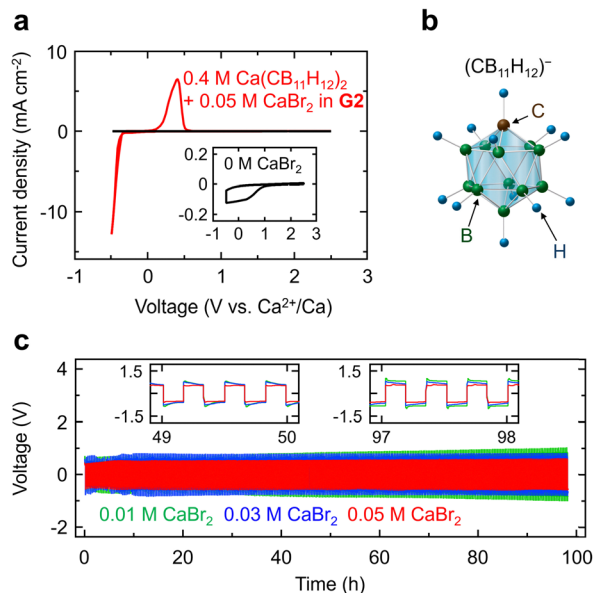 a
10
0
-10
Current density (mA cm⁻²)
0.4 M Ca(CB₁₁H₁₂)₂
+ 0.05 M CaBr₂ in G2
0.2
0
-0.2
0 M CaBr₂
-1 0 1 2 3
-1 0 1 2 3
Voltage (V vs. Ca²⁺/Ca)
b
(CB₁₁H₁₂)⁻
C
B
H
c
4
2
0
-2
Voltage (V)
1.5
-1.5
49 50
1.5
-1.5
97 98
0.01 M CaBr₂ 0.03 M CaBr₂ 0.05 M CaBr₂
0 20 40 60 80 100
Time (h)